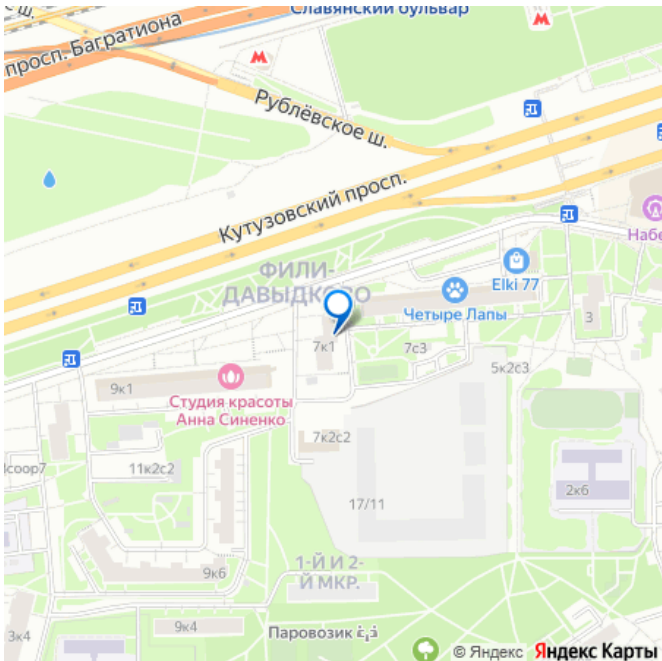 Славянский бульвар
с ш.
просп. Багратиона
Рублёвское ш.
Кутузовский просп.
Набе
ФИЛИ-
ДАВЫДКОВО
Elki 77
Четыре Лапы
3
7к1
7с3
5к2с3
9к1
Студия красоты
Анна Синенко
7к2с2
coop7
11к2с2
2к6
17/11
1-Й И 2-
Й МКР.
9к6
9к4
3к4
Паровозик
© Яндекс Яндекс Карты